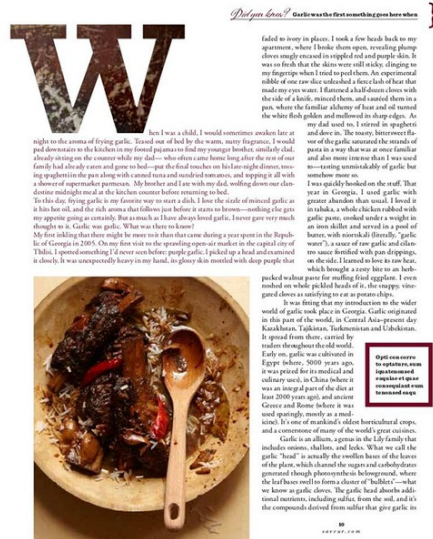 Did you know? Garlic was the first something goes here when
W
hen I was a child, I would sometimes awaken late at
night to the aroma of frying garlic. Teased out of bed by the warm, nutty fragrance, I would
pad downstairs to the kitchen in my footed pajamas to find my younger brother, similarly clad,
already sitting on the counter while my dad— who often came home long after the rest of our
family had already eaten and gone to bed—put the final touches on his late-night dinner, toss-
ing spaghetti in the pan along with canned tuna and sundried tomatoes, and topping it all with
a shower of supermarket parmesan. My brother and I ate with my dad, wolfing down our clan-
destine midnight meal at the kitchen counter before returning to bed.
To this day, frying garlic is my favorite way to start a dish. I love the sizzle of minced garlic as
it hits hot oil, and the rich aroma that follows just before it starts to brown—nothing else gets
my appetite going as certainly. But as much as I have always loved garlic, I never gave very much
thought to it. Garlic was garlic. What was there to know?
My first inkling that there might be more to it than that came during a year spent in the Repub-
lic of Georgia in 2005. On my first visit to the sprawling open-air market in the capital city of
Tbilisi, I spotted something I'd never seen before: purple garlic. I picked up a head and examined
it closely. It was unexpectedly heavy in my hand, its glossy skin mottled with deep purple that
faded to ivory in places. I took a few heads back to my
apartment, where I broke them open, revealing plump
cloves snugly encased in stippled red and purple skin. It
was so fresh that the skins were still sticky, clinging to
my fingertips when I tried to peel them. An experimental
nibble of one raw slice unleashed a fierce lash of heat that
made my eyes water. I flattened a half-dozen cloves with
the side of a knife, minced them, and sautéed them in a
pan, where the familiar alchemy of heat and oil turned
the white flesh golden and mellowed its sharp edges. As
my dad used to, I stirred in spaghetti
and dove in. The toasty, bittersweet fla-
vor of the garlic saturated the strands of
pasta in a way that was at once familiar
and also more intense than I was used
to—tasting unmistakably of garlic but
somehow more so.
I was quickly hooked on the stuff. That
year in Georgia, I used garlic with
greater abandon than usual. I loved it
in tabaka, a whole chicken rubbed with
garlic paste, cooked under a weight in
an iron skillet and served in a pool of
butter, with niortskali (literally, "garlic
water"), a sauce of raw garlic and cilan-
tro sauce fortified with pan drippings,
on the side. I learned to love its raw heat,
which brought a zesty bite to an herb-
packed walnut paste for stuffing fried eggplant. I even
noshed on whole pickled heads of it, the snappy, vine-
gared cloves as satisfying to eat as potato chips.
It was fitting that my introduction to the wider
world of garlic took place in Georgia. Garlic originated
in this part of the world, in Central Asia–present day
Kazakhstan, Tajikistan, Turkmenistan and Uzbekistan.
It spread from there, carried by
traders throughout the old world.
Early on, garlic was cultivated in
Egypt (where, 5000 years ago,
it was prized for its medical and
culinary uses), in China (where it
was an integral part of the diet at
least 2000 years ago), and ancient
Greece and Rome (where it was
used sparingly, mostly as a med-
icine). It's one of mankind's oldest horticultural crops,
and a cornerstone of many of the world's great cuisines.
Garlic is an allium, a genus in the Lily family that
includes onions, shallots, and leeks. What we call the
garlic "head" is actually the swollen bases of the leaves
of the plant, which channel the sugars and carbohydrates
generated though photosynthesis belowground, where
the leaf bases swell to form a cluster of "bulblets"—what
we know as garlic cloves. The garlic head absorbs addi-
tional nutrients, including sulfur, from the soil, and it's
the compounds derived from sulfur that give garlic its
Opti con corro
to optature, eum
iquatemused
eaquiae et quae
consequiant eum
tenensed eaqu
10
saveur.com